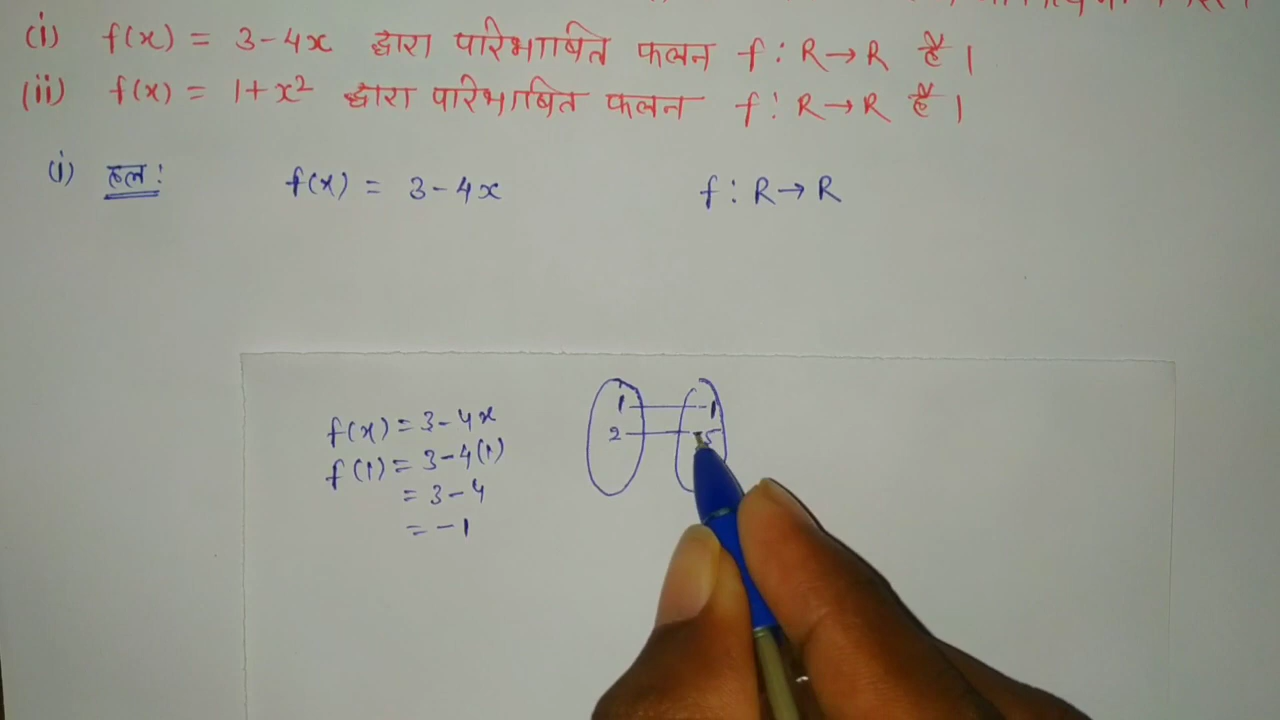 (i) f(x) = 3 - 4x द्वारा परिभाषित फलन f : R → R है।
(ii) f(x) = 1 + x² द्वारा परिभाषित फलन f : R → R है।
(i) हल : f(x) = 3 - 4x f : R → R
f(x) = 3 - 4x
f(1) = 3 - 4(1)
= 3 - 4
= -1
1 -1
2 -5